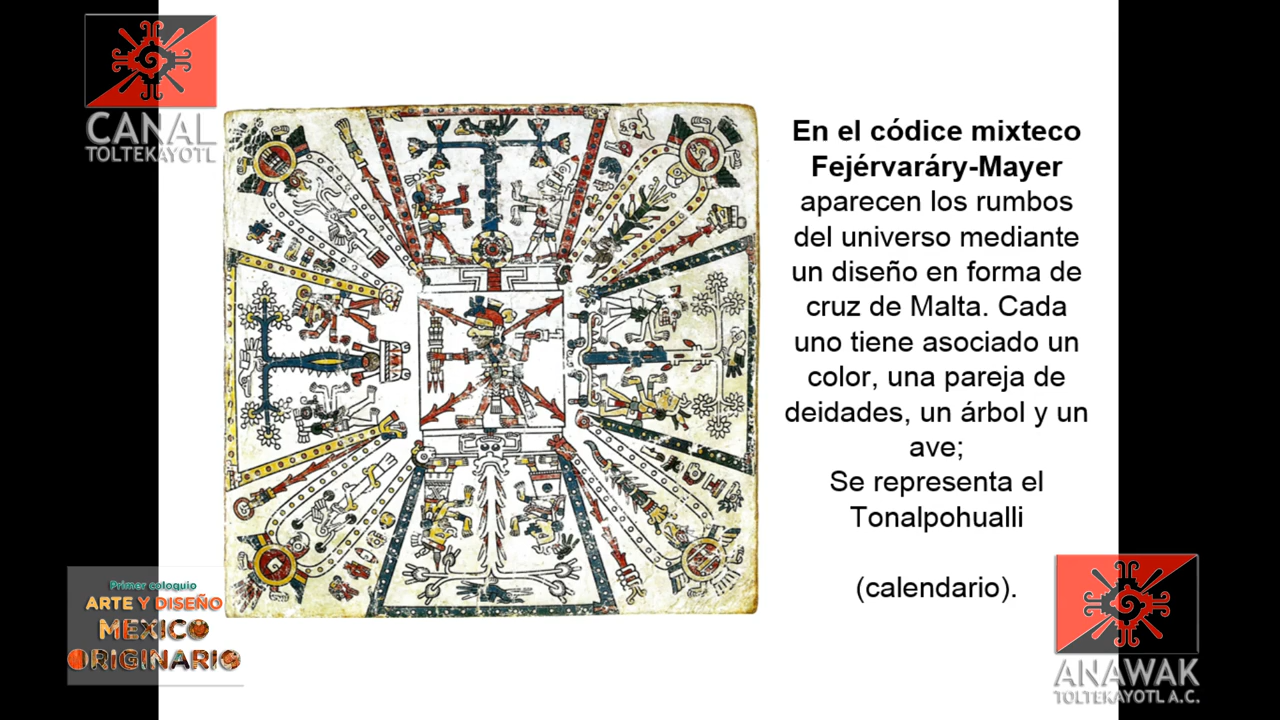 CANAL
TOLTEKAYOTL
En el códice mixteco
Fejérvaráry-Mayer
aparecen los rumbos
del universo mediante
un diseño en forma de
cruz de Malta. Cada
uno tiene asociado un
color, una pareja de
deidades, un árbol y un
ave;
Se representa el
Tonalpohualli
(calendario).
Primer coloquio
ARTE Y DISEÑO
MEXICO
ORIGINARIO
ANAWAK
TOLTEKAYOTL A.C.